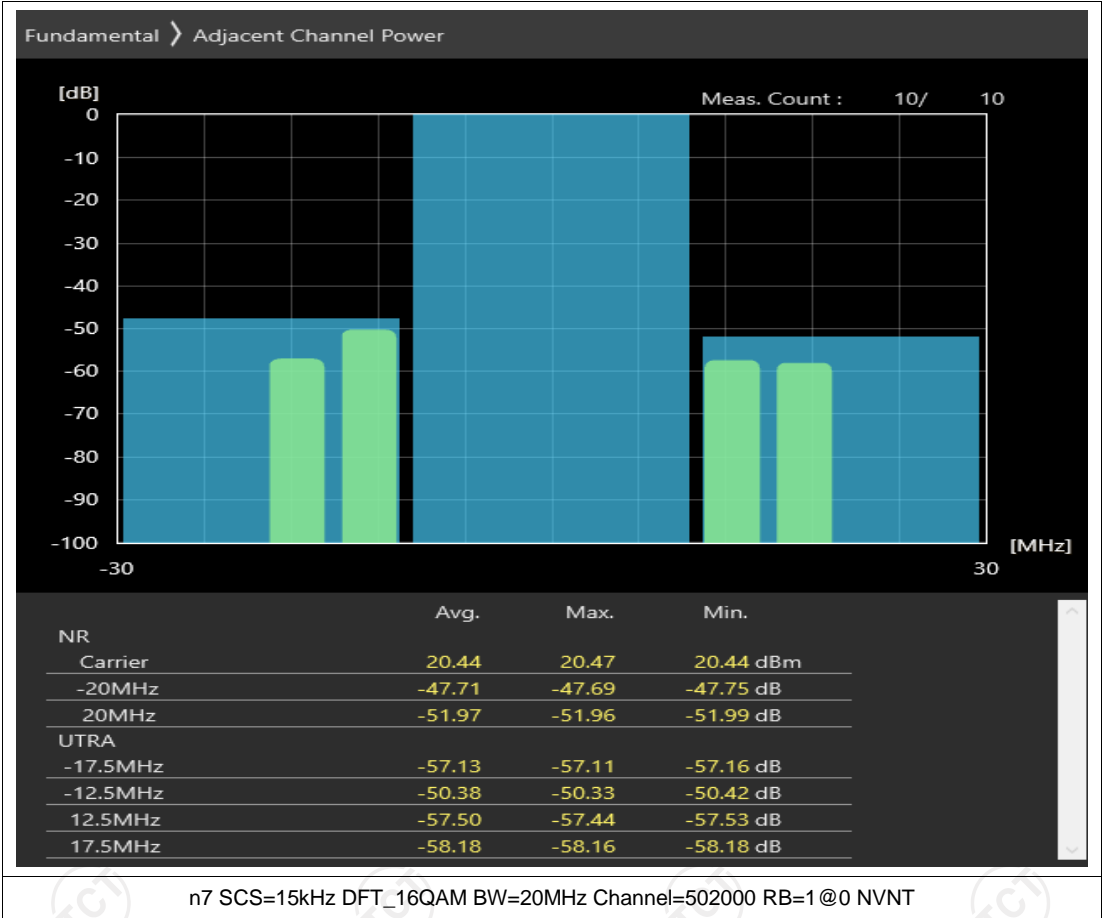 Fundamental ❯ Adjacent Channel Power
[dB]
Meas. Count : 10/ 10
0
-10
-20
-30
-40
-50
-60
-70
-80
-90
-100
[MHz]
-30 30
Avg. Max. Min.
NR
Carrier 20.44 20.47 20.44 dBm
-20MHz -47.71 -47.69 -47.75 dB
20MHz -51.97 -51.96 -51.99 dB
UTRA
-17.5MHz -57.13 -57.11 -57.16 dB
-12.5MHz -50.38 -50.33 -50.42 dB
12.5MHz -57.50 -57.44 -57.53 dB
17.5MHz -58.18 -58.16 -58.18 dB
n7 SCS=15kHz DFT_16QAM BW=20MHz Channel=502000 RB=1@0 NVNT